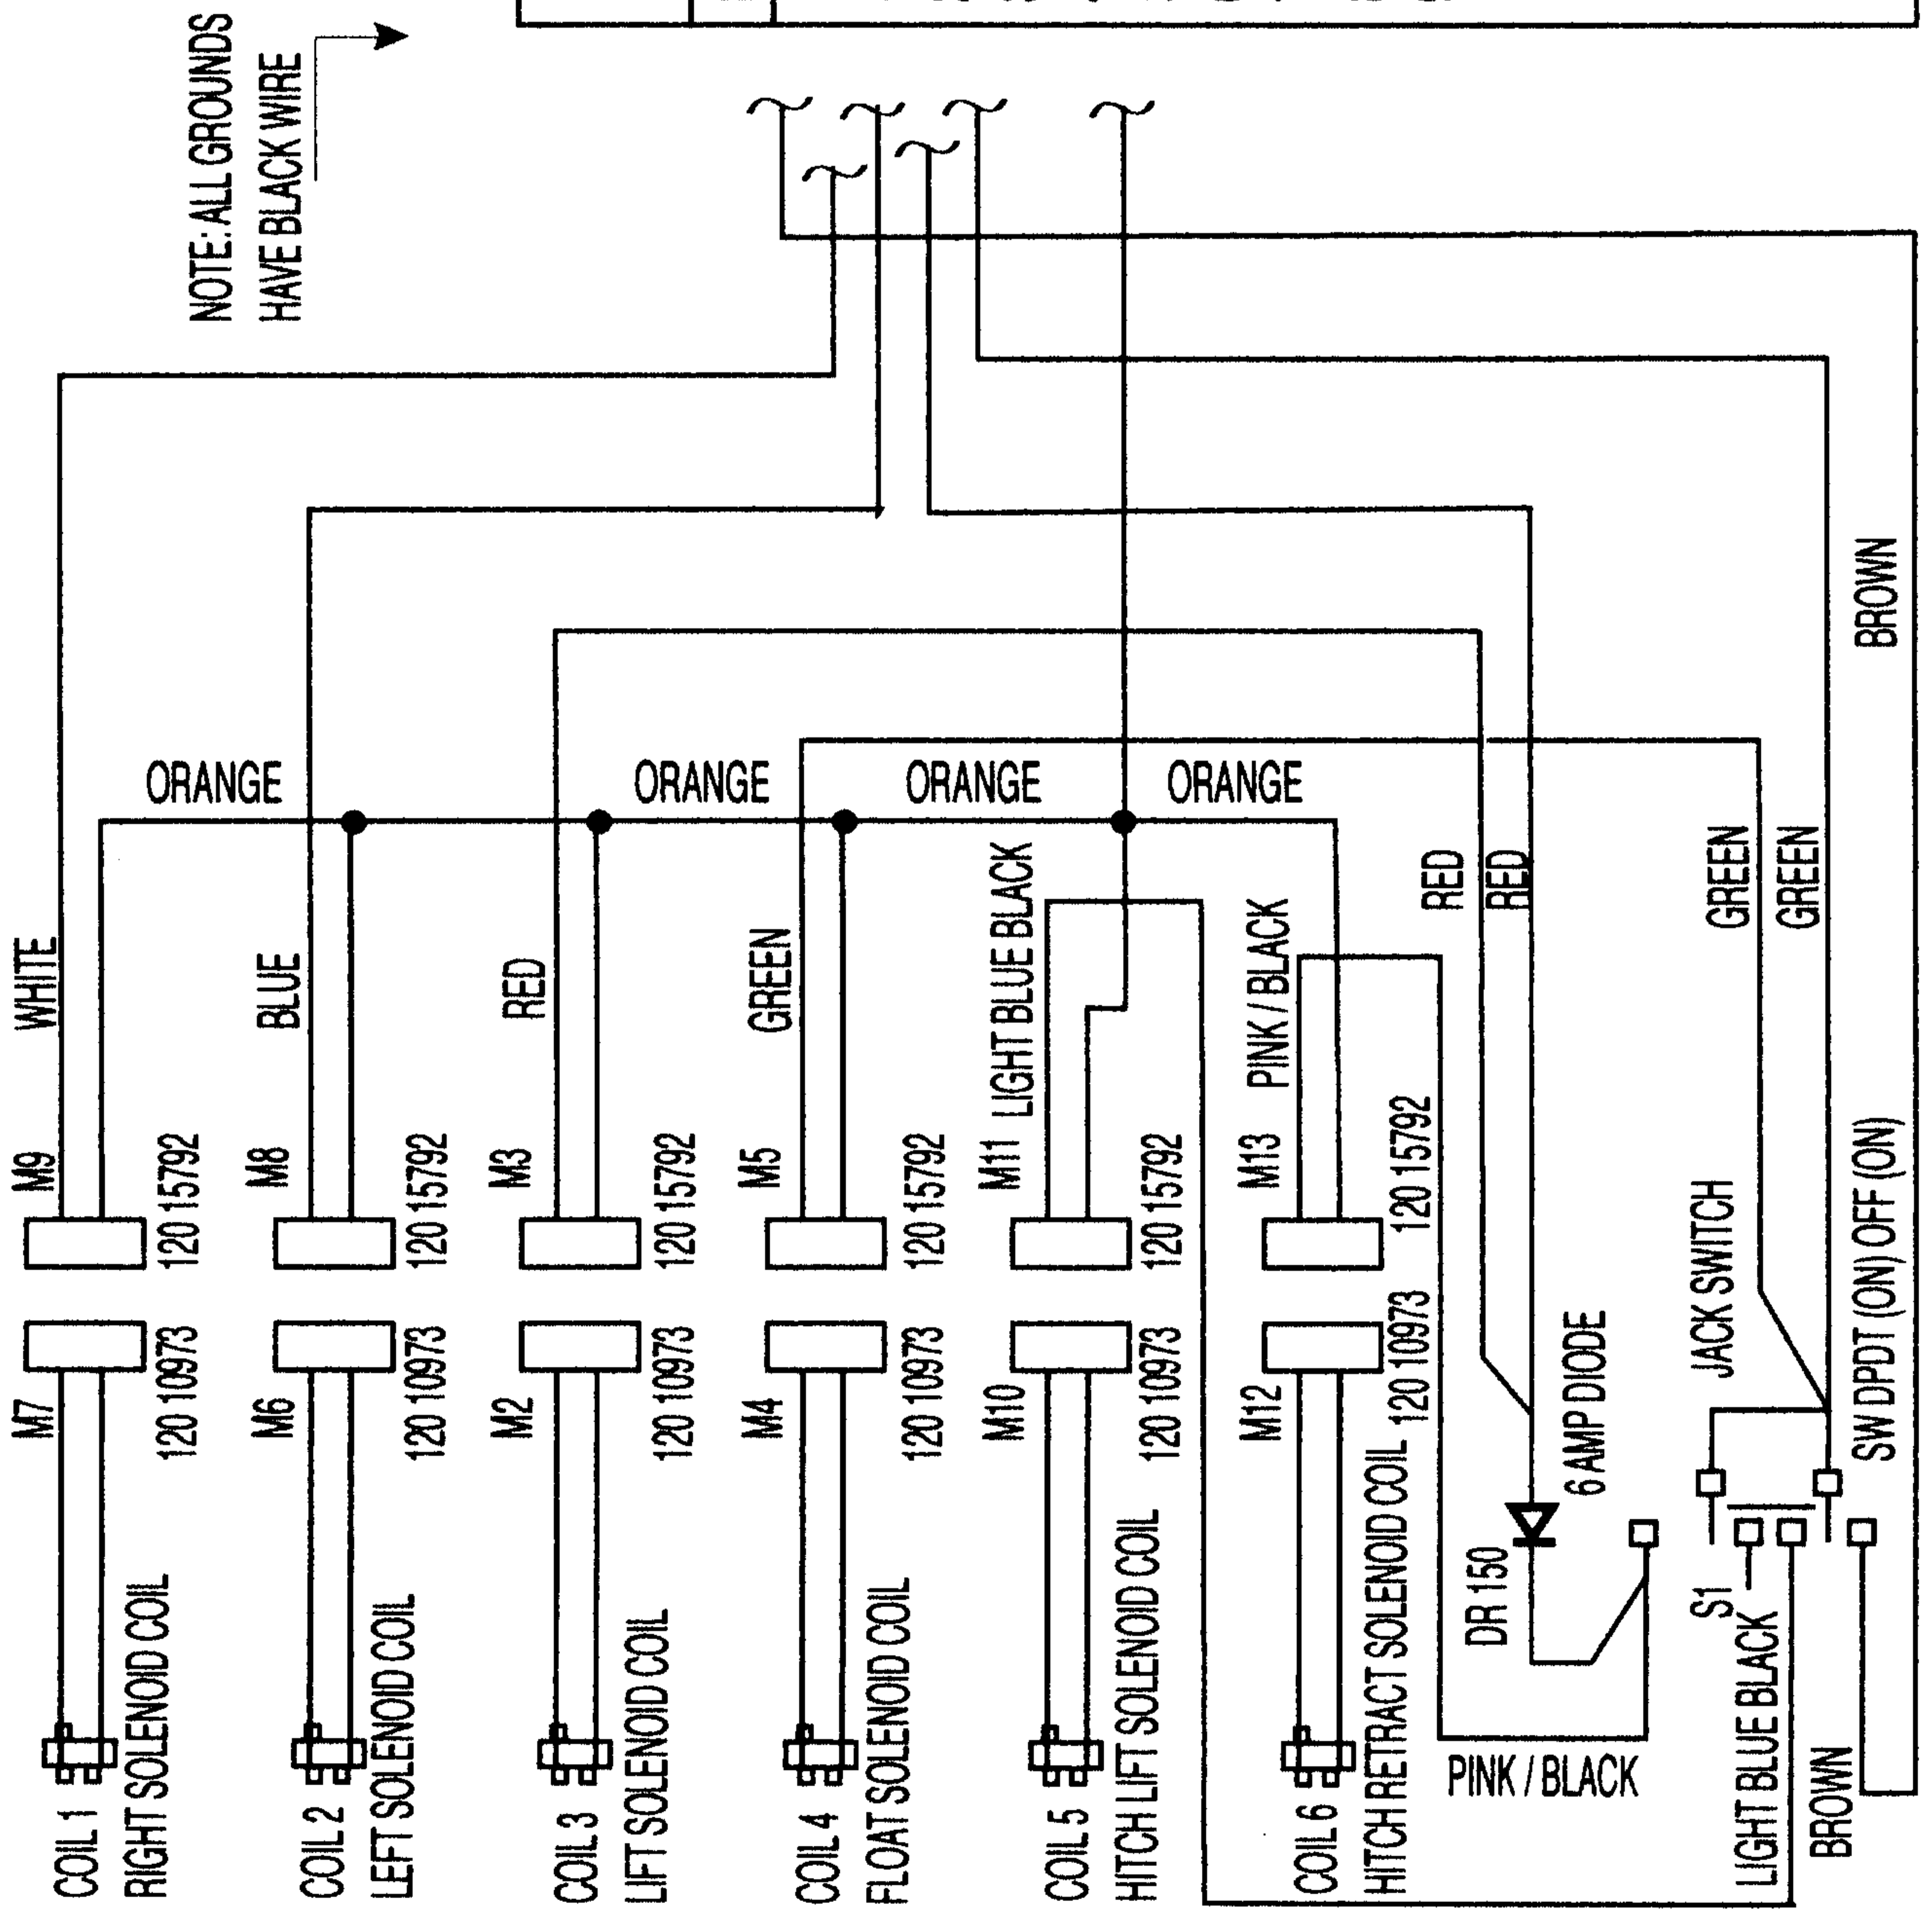 NOTE: ALL GROUNDS
HAVE BLACK WIRE
WHITE
M9
120 15792
M7
120 10973
COIL 1
RIGHT SOLENOID COIL
ORANGE
BLUE
M8
120 15792
M6
120 10973
COIL 2
LEFT SOLENOID COIL
RED
M3
120 15792
M2
120 10973
COIL 3
LIFT SOLENOID COIL
ORANGE
GREEN
M5
120 15792
M4
120 10973
COIL 4
FLOAT SOLENOID COIL
ORANGE
LIGHT BLUE BLACK
M11
120 15792
M10
120 10973
COIL 5
HITCH LIFT SOLENOID COIL
ORANGE
PINK / BLACK
M13
120 15792
M12
120 10973
COIL 6
HITCH RETRACT SOLENOID COIL
RED
RED
DR 150
6 AMP DIODE
PINK / BLACK
GREEN
GREEN
JACK SWITCH
S1
LIGHT BLUE BLACK
BROWN
SW DPDT (ON) OFF (ON)
BROWN